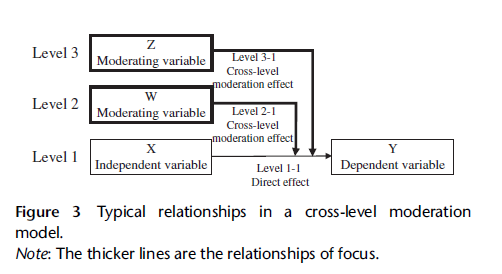 Level 3
Z
Moderating variable
Level 3-1
Cross-level
moderation effect
Level 2
W
Moderating variable
Level 2-1
Cross-level
moderation effect
Level 1
X
Independent variable
Level 1-1
Direct effect
Y
Dependent variable
Figure 3 Typical relationships in a cross-level moderation
model.
Note: The thicker lines are the relationships of focus.